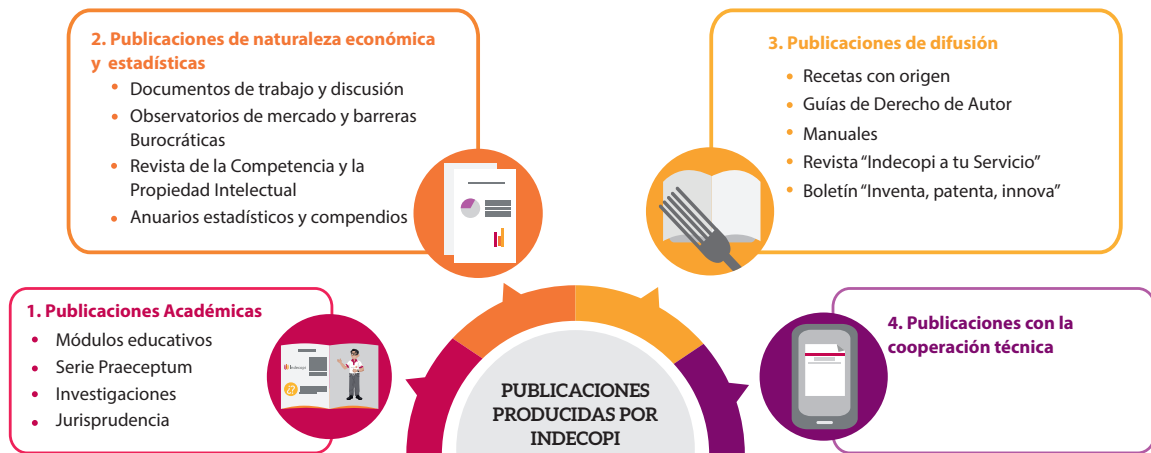 2. Publicaciones de naturaleza económica
y estadísticas
• Documentos de trabajo y discusión
• Observatorios de mercado y barreras
Burocráticas
• Revista de la Competencia y la
Propiedad Intelectual
• Anuarios estadísticos y compendios
3. Publicaciones de difusión
• Recetas con origen
• Guías de Derecho de Autor
• Manuales
• Revista “Indecopi a tu Servicio”
• Boletín “Inventa, patenta, innova”
1. Publicaciones Académicas
• Módulos educativos
• Serie Praeceptum
• Investigaciones
• Jurisprudencia
Indecopi
27
PUBLICACIONES
PRODUCIDAS POR
INDECOPI
4. Publicaciones con la
cooperación técnica